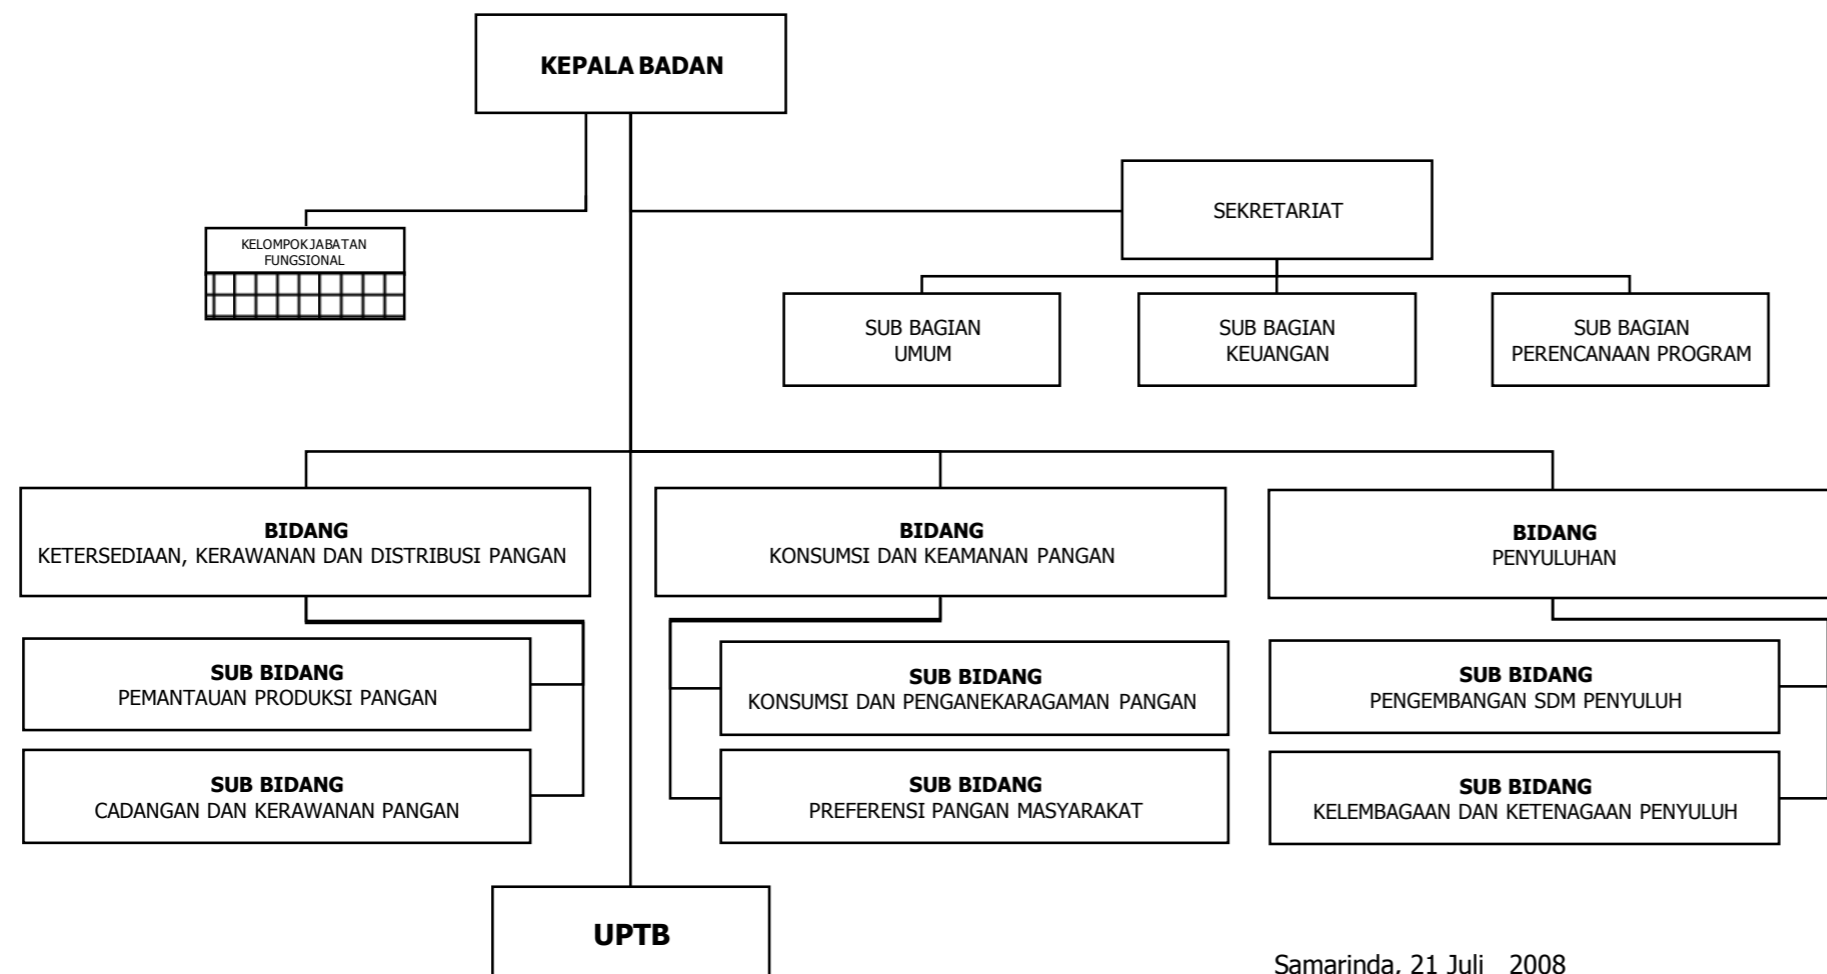 KEPALA BADAN
SEKRETARIAT
KELOMPOK JABATAN
FUNGSIONAL
SUB BAGIAN
UMUM
SUB BAGIAN
KEUANGAN
SUB BAGIAN
PERENCANAAN PROGRAM
BIDANG
KETERSEDIAAN, KERAWANAN DAN DISTRIBUSI PANGAN
BIDANG
KONSUMSI DAN KEAMANAN PANGAN
BIDANG
PENYULUHAN
SUB BIDANG
PEMANTAUAN PRODUKSI PANGAN
SUB BIDANG
KONSUMSI DAN PENGANEKARAGAMAN PANGAN
SUB BIDANG
PENGEMBANGAN SDM PENYULUH
SUB BIDANG
CADANGAN DAN KERAWANAN PANGAN
SUB BIDANG
PREFERENSI PANGAN MASYARAKAT
SUB BIDANG
KELEMBAGAAN DAN KETENAGAAN PENYULUH
UPTB
Samarinda, 21 Juli 2008